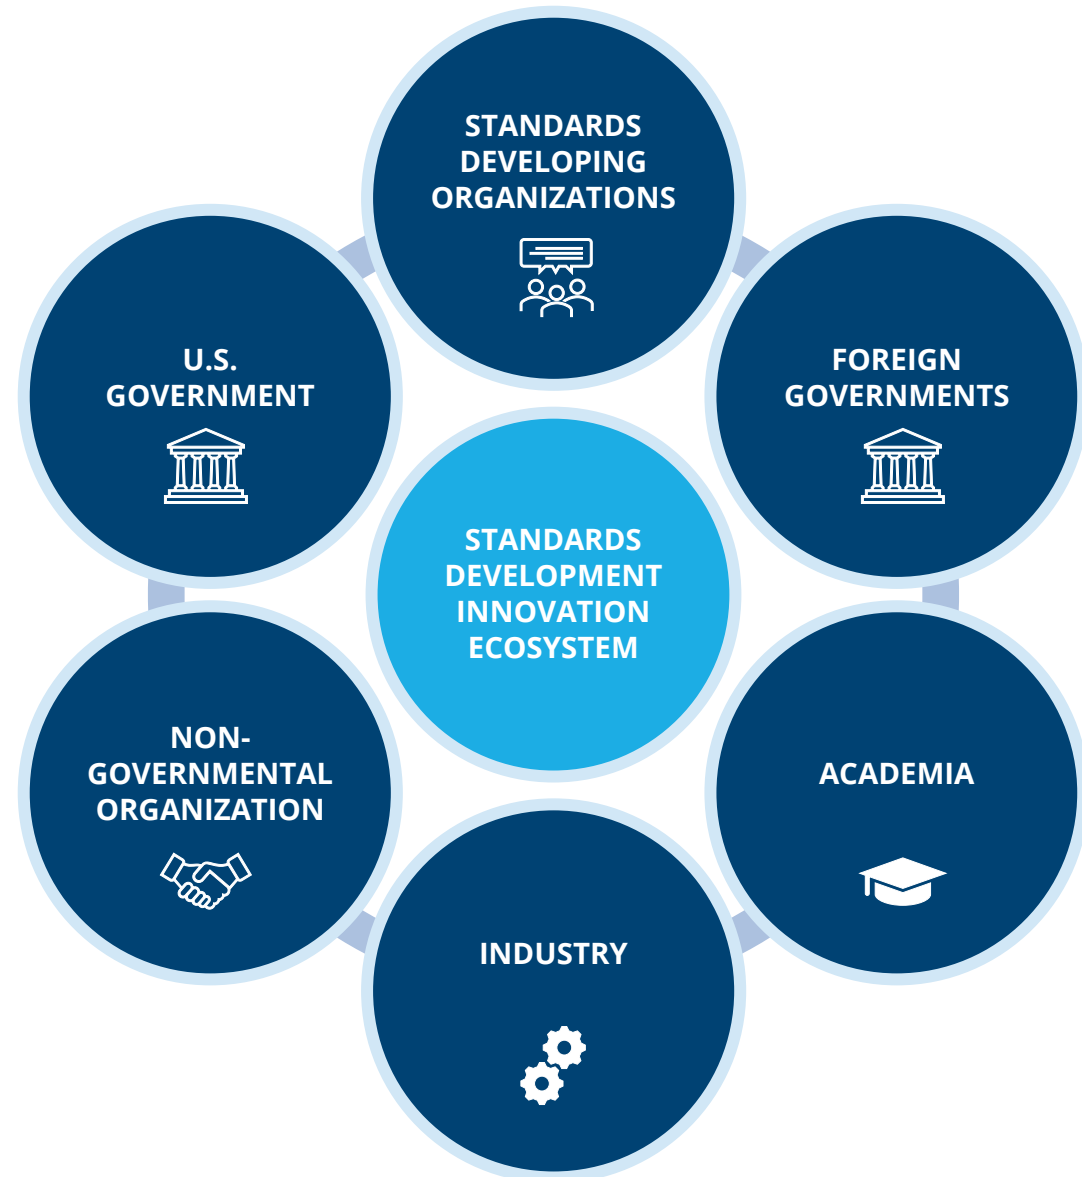 STANDARDS
DEVELOPING
ORGANIZATIONS
U.S.
GOVERNMENT
FOREIGN
GOVERNMENTS
STANDARDS
DEVELOPMENT
INNOVATION
ECOSYSTEM
NON-
GOVERNMENTAL
ORGANIZATION
ACADEMIA
INDUSTRY